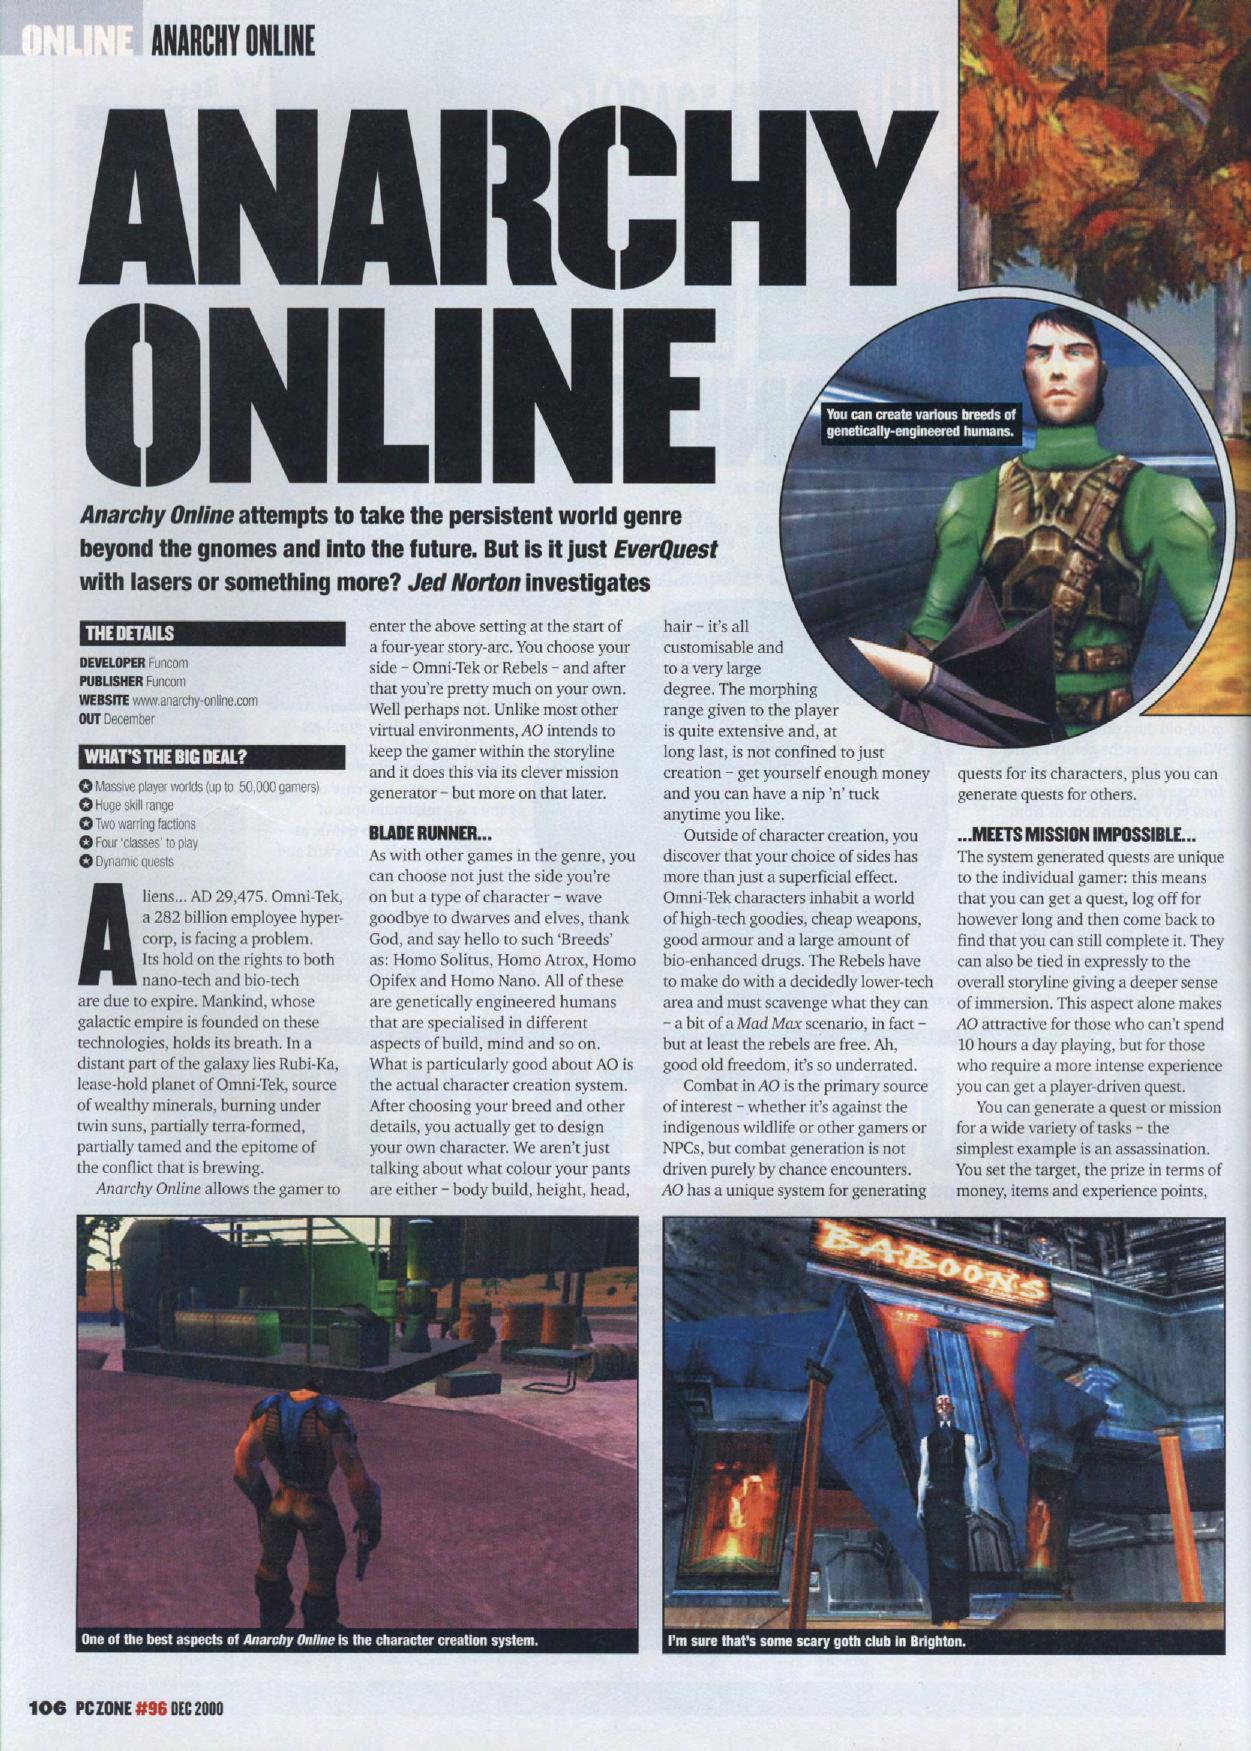 ONLINE ANARCHY ONLINE
ANARCHY
ONLINE
You can create various breeds of
genetically-engineered humans.
Anarchy Online attempts to take the persistent world genre
beyond the gnomes and into the future. But is it just EverQuest
with lasers or something more? Jed Norton investigates
THE DETAILS
DEVELOPER Funcom
PUBLISHER Funcom
WEBSITE www.anarchy-online.com
OUT December
WHAT'S THE BIG DEAL?
Massive player worlds (up to 50,000 gamers)
Huge skill range
Two warring factions
Four 'classes' to play
Dynamic quests
Aliens... AD 29,475. Omni-Tek,
a 282 billion employee hyper-
corp, is facing a problem.
Its hold on the rights to both
nano-tech and bio-tech
are due to expire. Mankind, whose
galactic empire is founded on these
technologies, holds its breath. In a
distant part of the galaxy lies Rubi-Ka,
lease-hold planet of Omni-Tek, source
of wealthy minerals, burning under
twin suns, partially terra-formed,
partially tamed and the epitome of
the conflict that is brewing.
Anarchy Online allows the gamer to
enter the above setting at the start of
a four-year story-arc. You choose your
side – Omni-Tek or Rebels – and after
that you're pretty much on your own.
Well perhaps not. Unlike most other
virtual environments, AO intends to
keep the gamer within the storyline
and it does this via its clever mission
generator – but more on that later.
BLADE RUNNER...
As with other games in the genre, you
can choose not just the side you're
on but a type of character – wave
goodbye to dwarves and elves, thank
God, and say hello to such 'Breeds'
as: Homo Solitus, Homo Atrox, Homo
Opifex and Homo Nano. All of these
are genetically engineered humans
that are specialised in different
aspects of build, mind and so on.
What is particularly good about AO is
the actual character creation system.
After choosing your breed and other
details, you actually get to design
your own character. We aren't just
talking about what colour your pants
are either – body build, height, head,
hair – it's all
customisable and
to a very large
degree. The morphing
range given to the player
is quite extensive and, at
long last, is not confined to just
creation – get yourself enough money
and you can have a nip 'n' tuck
anytime you like.
Outside of character creation, you
discover that your choice of sides has
more than just a superficial effect.
Omni-Tek characters inhabit a world
of high-tech goodies, cheap weapons,
good armour and a large amount of
bio-enhanced drugs. The Rebels have
to make do with a decidedly lower-tech
area and must scavenge what they can
– a bit of a Mad Max scenario, in fact –
but at least the rebels are free. Ah,
good old freedom, it's so underrated.
Combat in AO is the primary source
of interest – whether it's against the
indigenous wildlife or other gamers or
NPCs, but combat generation is not
driven purely by chance encounters.
AO has a unique system for generating
quests for its characters, plus you can
generate quests for others.
...MEETS MISSION IMPOSSIBLE...
The system generated quests are unique
to the individual gamer: this means
that you can get a quest, log off for
however long and then come back to
find that you can still complete it. They
can also be tied in expressly to the
overall storyline giving a deeper sense
of immersion. This aspect alone makes
AO attractive for those who can't spend
10 hours a day playing, but for those
who require a more intense experience
you can get a player-driven quest.
You can generate a quest or mission
for a wide variety of tasks – the
simplest example is an assassination.
You set the target, the prize in terms of
money, items and experience points,
BABOONS
One of the best aspects of Anarchy Online is the character creation system.
I'm sure that's some scary goth club in Brighton.
106 PCZONE #96 DEC 2000